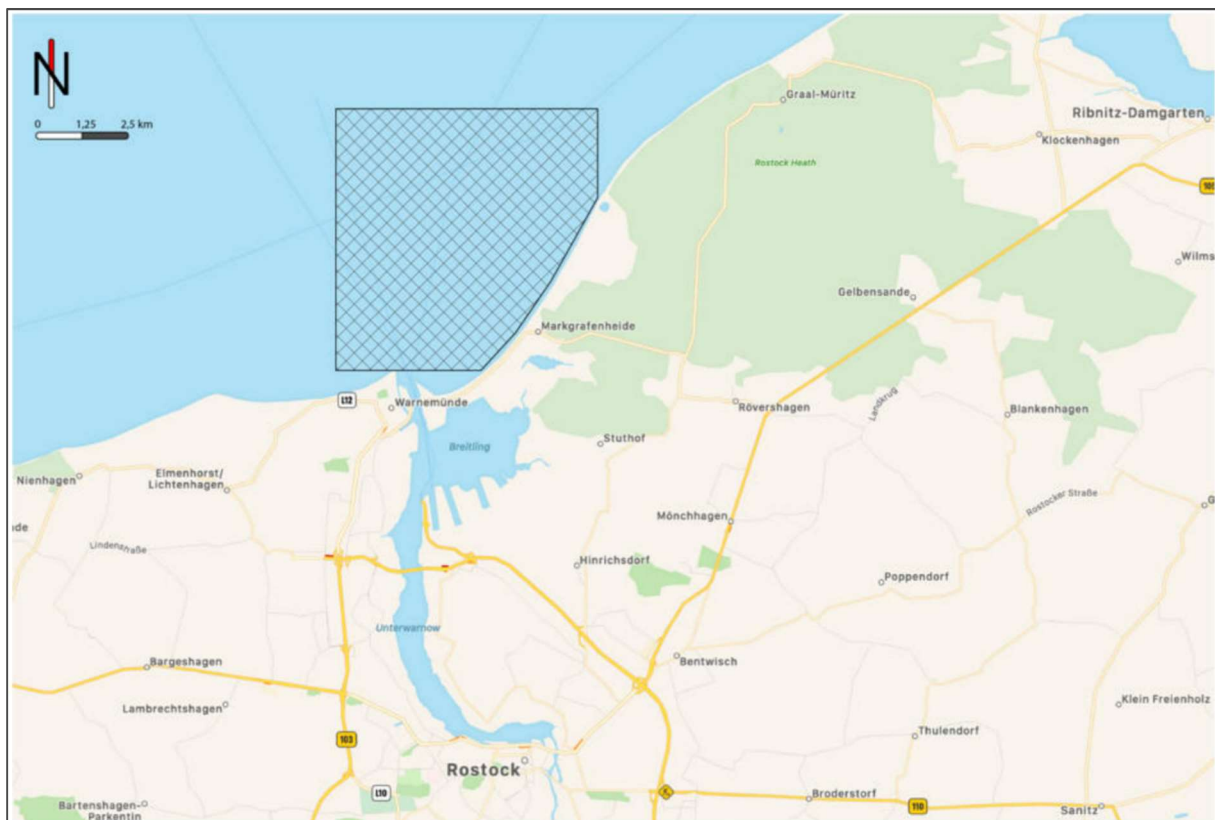 N
0 1,25 2,5 km
Graal-Müritz
Ribnitz-Damgarten
Klockenhagen
Rostock Heath
105
Wilms
Gelbensande
Markgrafenheide
L12
Warnemünde
Rövershagen
Landkrug
Blankenhagen
Breitling
Stuthof
Nienhagen
Elmenhorst/
Lichtenhagen
Rostocker Straße
G
nde
Mönchhagen
Lindenstraße
Hinrichsdorf
Poppendorf
Unterwarnow
Bargeshagen
Bentwisch
Lambrechtshagen
Klein Freienholz
103
Thulendorf
Rostock
L10
Bartenshagen-
Parkentin
Broderstorf
110
Sanitz